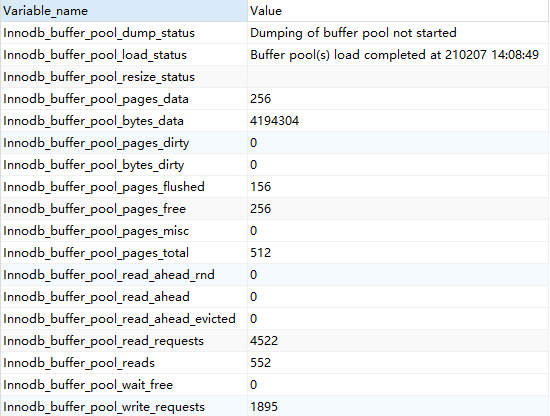 Variable_name Value
Innodb_buffer_pool_dump_status Dumping of buffer pool not started
Innodb_buffer_pool_load_status Buffer pool(s) load completed at 210207 14:08:49
Innodb_buffer_pool_resize_status
Innodb_buffer_pool_pages_data 256
Innodb_buffer_pool_bytes_data 4194304
Innodb_buffer_pool_pages_dirty 0
Innodb_buffer_pool_bytes_dirty 0
Innodb_buffer_pool_pages_flushed 156
Innodb_buffer_pool_pages_free 256
Innodb_buffer_pool_pages_misc 0
Innodb_buffer_pool_pages_total 512
Innodb_buffer_pool_read_ahead_rnd 0
Innodb_buffer_pool_read_ahead 0
Innodb_buffer_pool_read_ahead_evicted 0
Innodb_buffer_pool_read_requests 4522
Innodb_buffer_pool_reads 552
Innodb_buffer_pool_wait_free 0
Innodb_buffer_pool_write_requests 1895